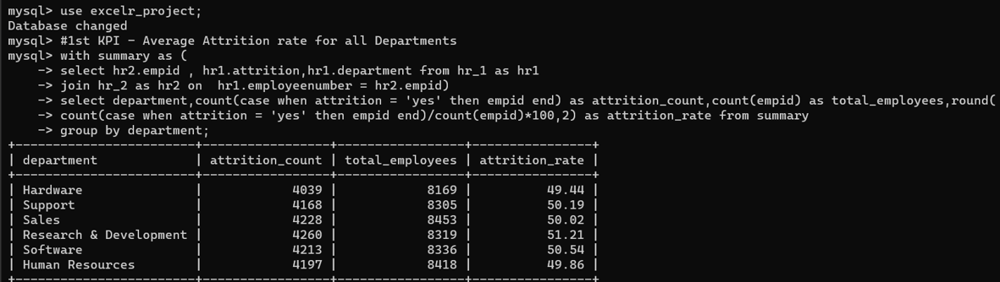 mysql> use excelr_project;
Database changed
mysql> #1st KPI - Average Attrition rate for all Departments
mysql> with summary as (
    -> select hr2.empid , hr1.attrition,hr1.department from hr_1 as hr1
    -> join hr_2 as hr2 on  hr1.employeenumber = hr2.empid)
    -> select department,count(case when attrition = 'yes' then empid end) as attrition_count,count(empid) as total_employees,round(
    -> count(case when attrition = 'yes' then empid end)/count(empid)*100,2) as attrition_rate from summary
    -> group by department;
+------------------------+-----------------+-----------------+----------------+
| department             | attrition_count | total_employees | attrition_rate |
+------------------------+-----------------+-----------------+----------------+
| Hardware               |            4039 |            8169 |          49.44 |
| Support                |            4168 |            8305 |          50.19 |
| Sales                  |            4228 |            8453 |          50.02 |
| Research & Development |            4260 |            8319 |          51.21 |
| Software               |            4213 |            8336 |          50.54 |
| Human Resources        |            4197 |            8418 |          49.86 |
+------------------------+-----------------+-----------------+----------------+